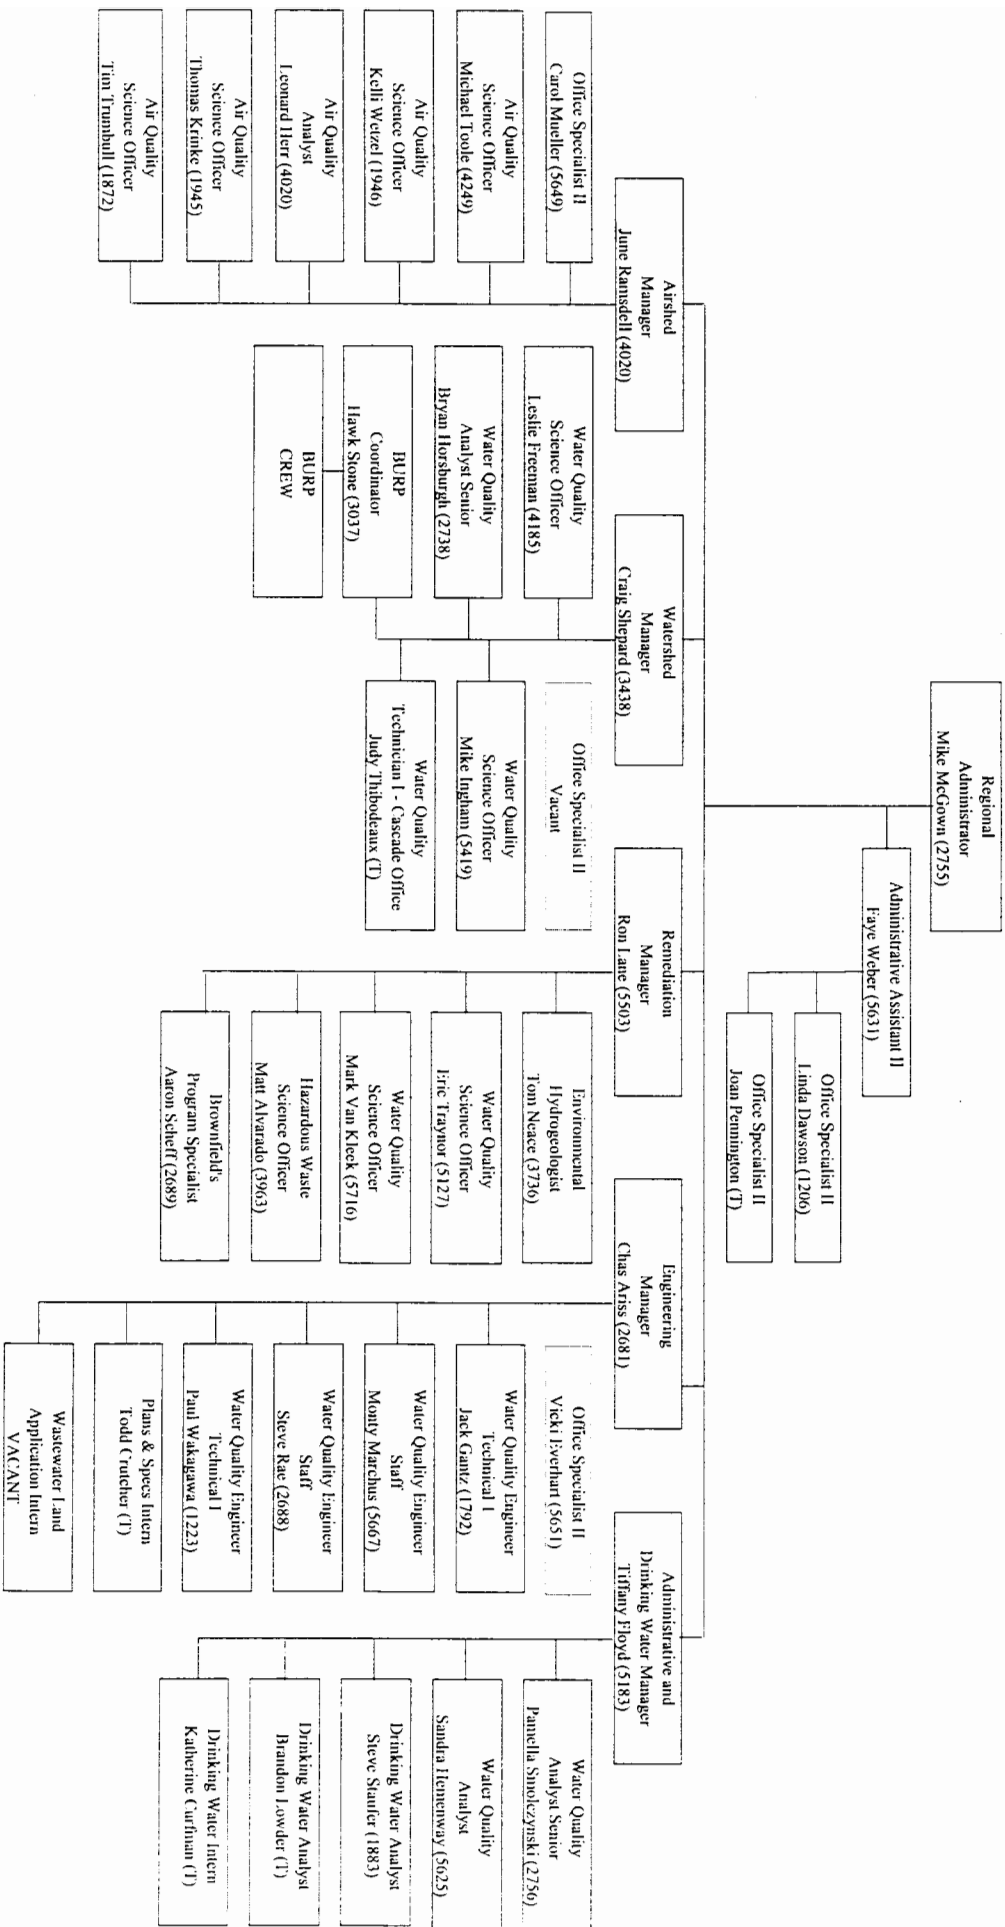 Regional
Administrator
Mike McGown (2755)
Administrative Assistant II
Faye Weber (5631)
Office Specialist II
Linda Dawson (1206)
Office Specialist II
Joan Pennington (T)
Airshed
Manager
June Ramsdell (4020)
Office Specialist II
Carol Mueller (5649)
Air Quality
Science Officer
Michael Toole (4249)
Air Quality
Science Officer
Kelli Wetzel (1946)
Air Quality
Analyst
Leonard Herr (4020)
Air Quality
Science Officer
Thomas Krinke (1945)
Air Quality
Science Officer
Tim Trumbull (1872)
Watershed
Manager
Craig Shepard (3438)
Water Quality
Science Officer
Leslie Freeman (4185)
Water Quality
Analyst Senior
Bryan Horsburgh (2738)
BURP
Coordinator
Hawk Stone (3037)
BURP
CREW
Office Specialist II
Vacant
Water Quality
Science Officer
Mike Ingham (5419)
Water Quality
Technician I - Cascade Office
Judy Thibodeaux (T)
Remediation
Manager
Ron Lane (5503)
Environmental
Hydrogeologist
Tom Neace (3736)
Water Quality
Science Officer
Eric Traynor (5127)
Water Quality
Science Officer
Mark Van Kleek (5716)
Hazardous Waste
Science Officer
Matt Alvarado (3963)
Brownfield's
Program Specialist
Aarom Scheff (2689)
Engineering
Manager
Chas Ariss (2681)
Office Specialist II
Vicki Everhart (5651)
Water Quality Engineer
Technical I
Jack Gantz (1792)
Water Quality Engineer
Staff
Monty Marchus (5667)
Water Quality Engineer
Staff
Steve Rae (2688)
Water Quality Engineer
Technical I
Paul Wakagawa (1223)
Plans & Specs Intern
Todd Crutcher (T)
Wastewater Land
Application Intern
VACANT
Administrative and
Drinking Water Manager
Tiffany Floyd (5183)
Water Quality
Analyst Senior
Pamella Smolczynski (2756)
Water Quality
Analyst
Sandra Hemenway (5625)
Drinking Water Analyst
Steve Staufer (1883)
Drinking Water Analyst
Brandon Lowder (T)
Drinking Water Intern
Katherine Curfman (T)